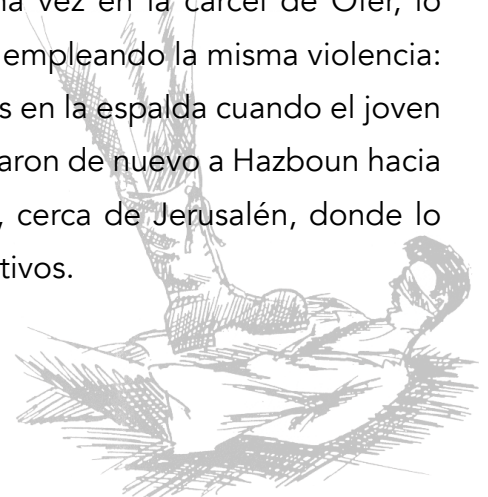 na vez en la cárcel de Ofer, lo
empleando la misma violencia:
s en la espalda cuando el joven
aron de nuevo a Hazboun hacia
, cerca de Jerusalén, donde lo
tivos.